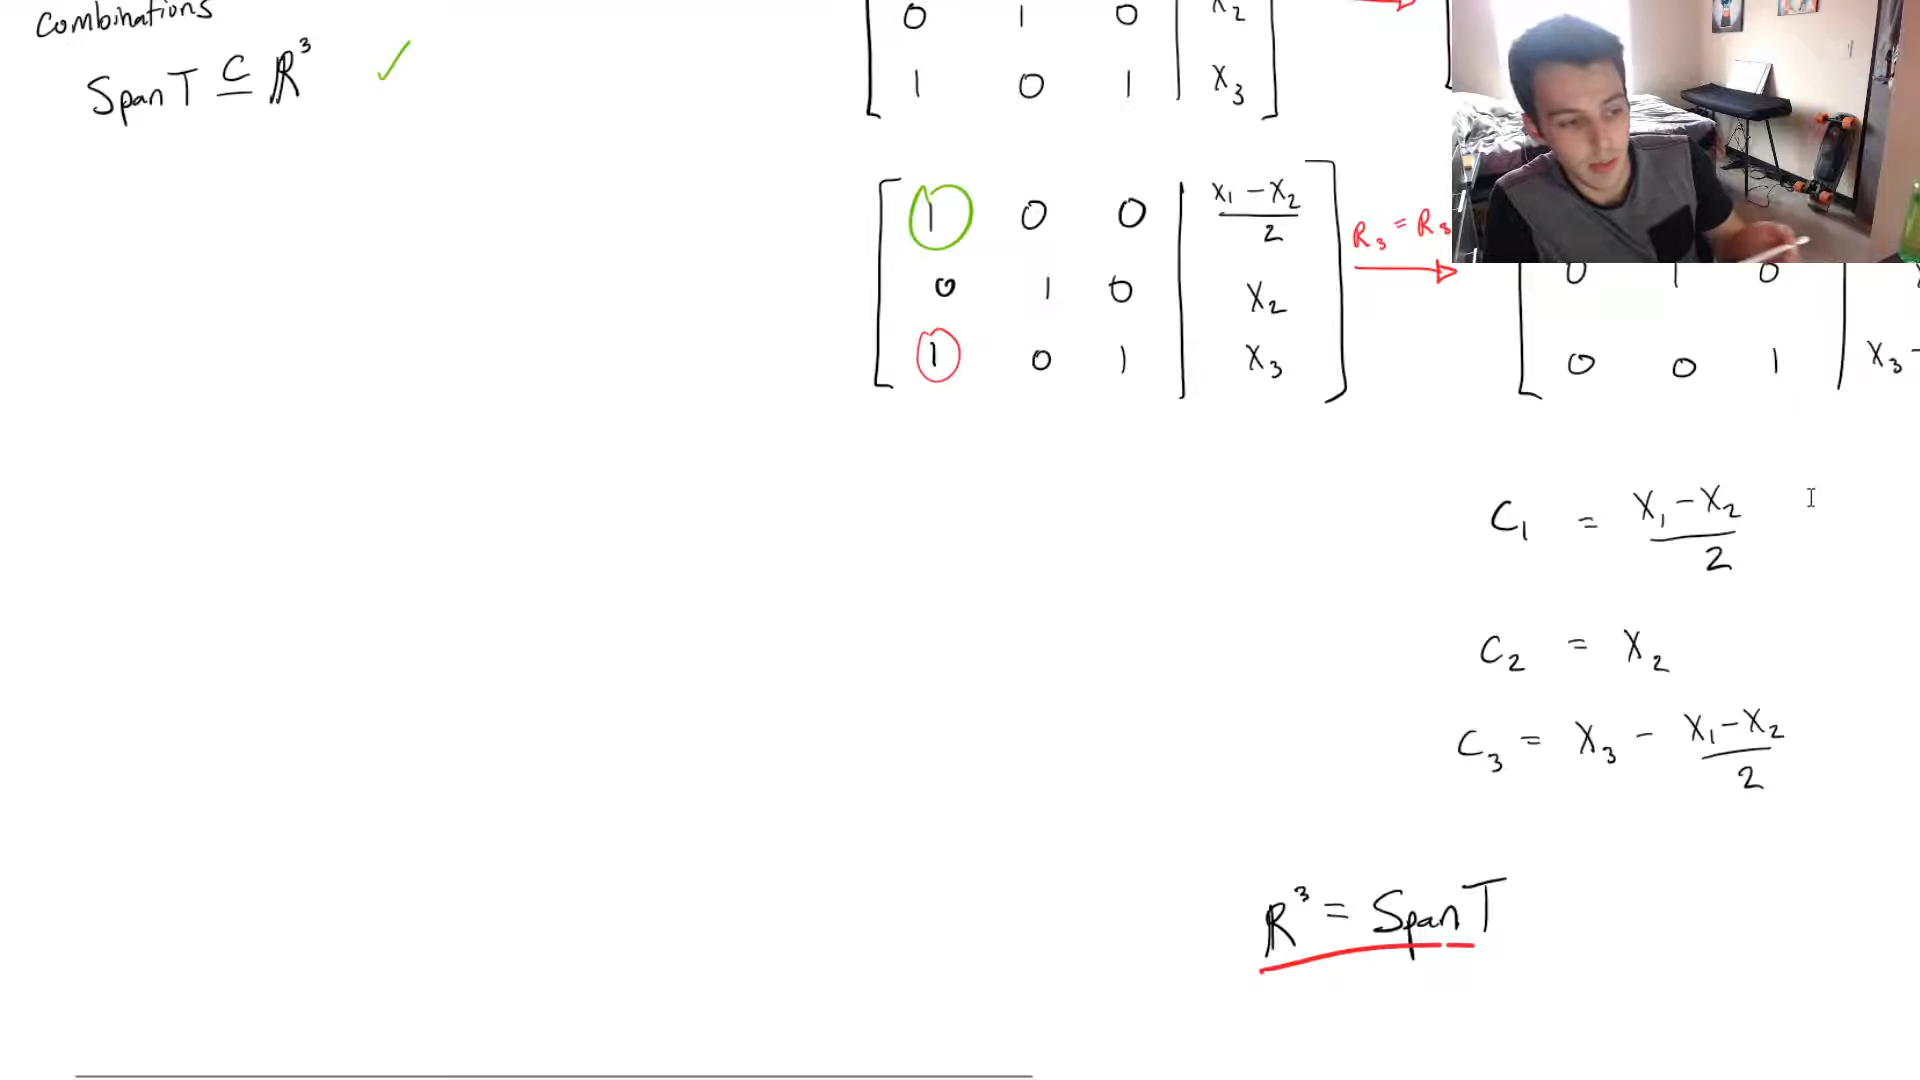 Combinations
Span T ⊆ ℝ³ ✓
0 1 0 | x₂
1 0 1 | x₃
1 0 0 | (x₁ − x₂)/2
0 1 0 | x₂
1 0 1 | x₃
R₃ = R₃
0 1 0 |
0 0 1 | x₃ −
C₁ = (x₁ − x₂)/2
C₂ = x₂
C₃ = x₃ − (x₁ − x₂)/2
ℝ³ = Span T